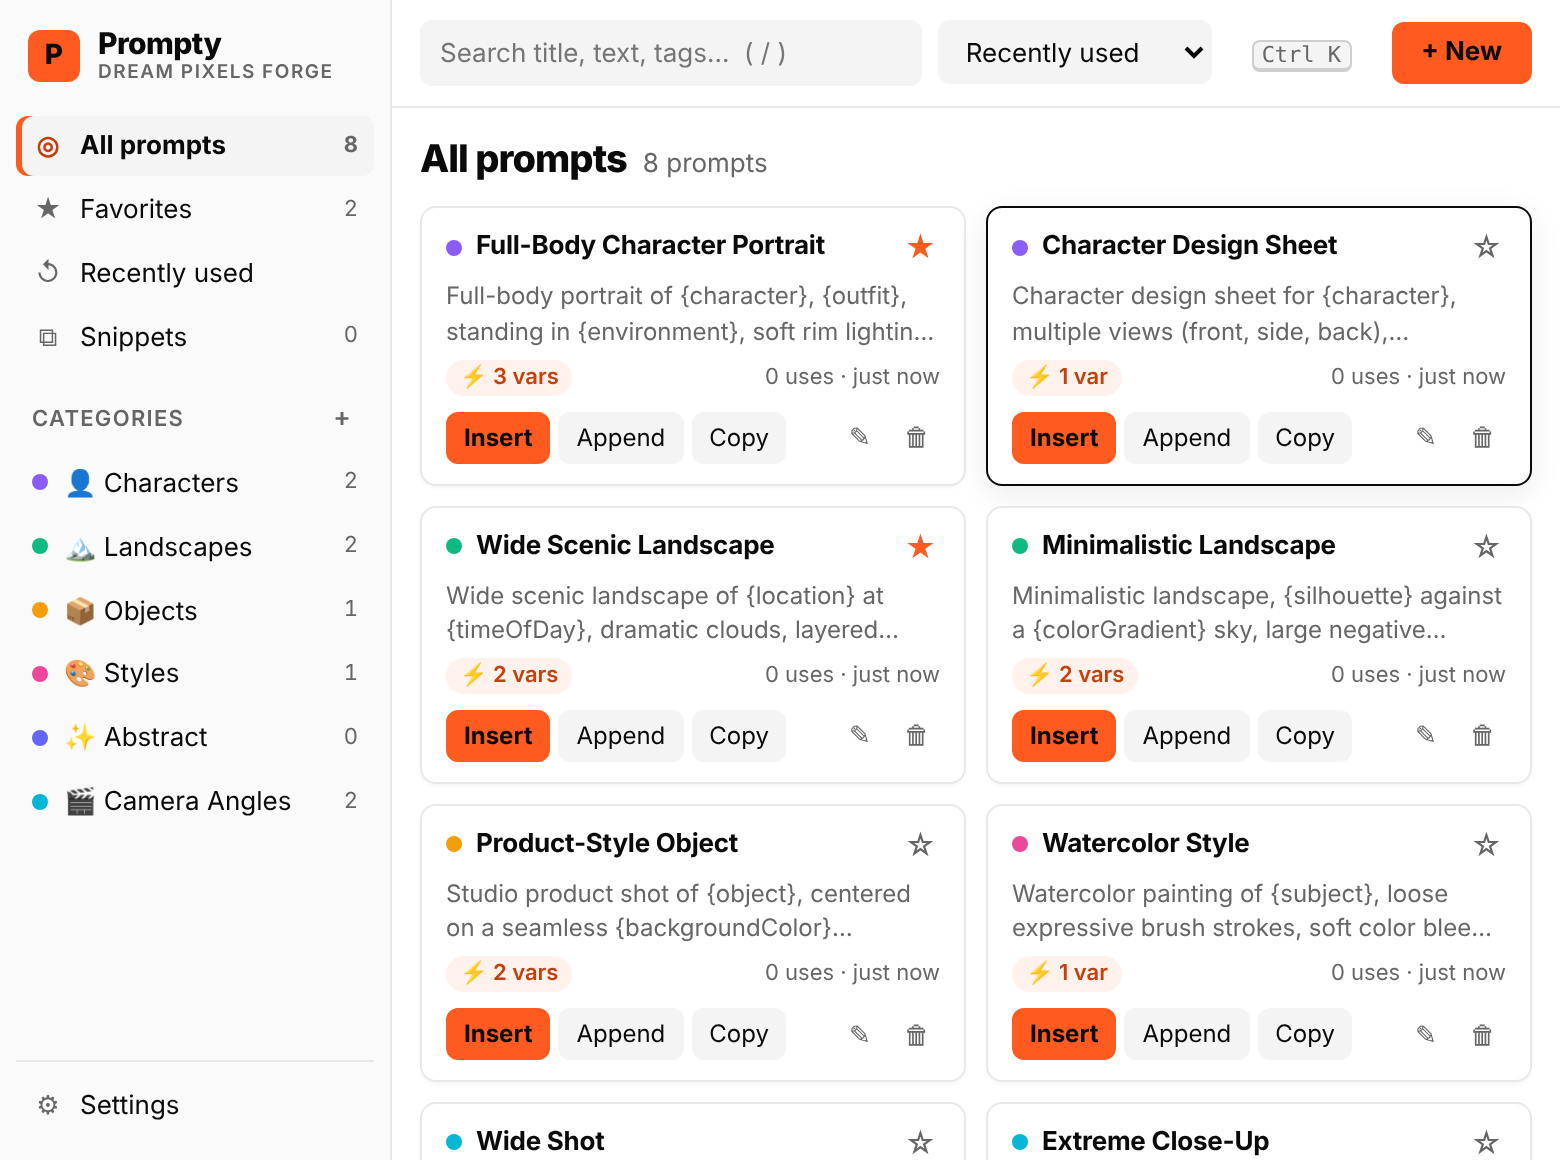 P
Prompty
DREAM PIXELS FORGE
All prompts 8
Favorites 2
Recently used
Snippets 0
CATEGORIES +
Characters 2
Landscapes 2
Objects 1
Styles 1
Abstract 0
Camera Angles 2
Settings
Search title, text, tags... ( / )
Recently used
Ctrl K
+ New
All prompts 8 prompts
Full-Body Character Portrait
Full-body portrait of {character}, {outfit},
standing in {environment}, soft rim lightin...
⚡ 3 vars 0 uses · just now
Insert Append Copy
Character Design Sheet
Character design sheet for {character},
multiple views (front, side, back),...
⚡ 1 var 0 uses · just now
Insert Append Copy
Wide Scenic Landscape
Wide scenic landscape of {location} at
{timeOfDay}, dramatic clouds, layered...
⚡ 2 vars 0 uses · just now
Insert Append Copy
Minimalistic Landscape
Minimalistic landscape, {silhouette} against
a {colorGradient} sky, large negative...
⚡ 2 vars 0 uses · just now
Insert Append Copy
Product-Style Object
Studio product shot of {object}, centered
on a seamless {backgroundColor}...
⚡ 2 vars 0 uses · just now
Insert Append Copy
Watercolor Style
Watercolor painting of {subject}, loose
expressive brush strokes, soft color blee...
⚡ 1 var 0 uses · just now
Insert Append Copy
Wide Shot
Extreme Close-Up